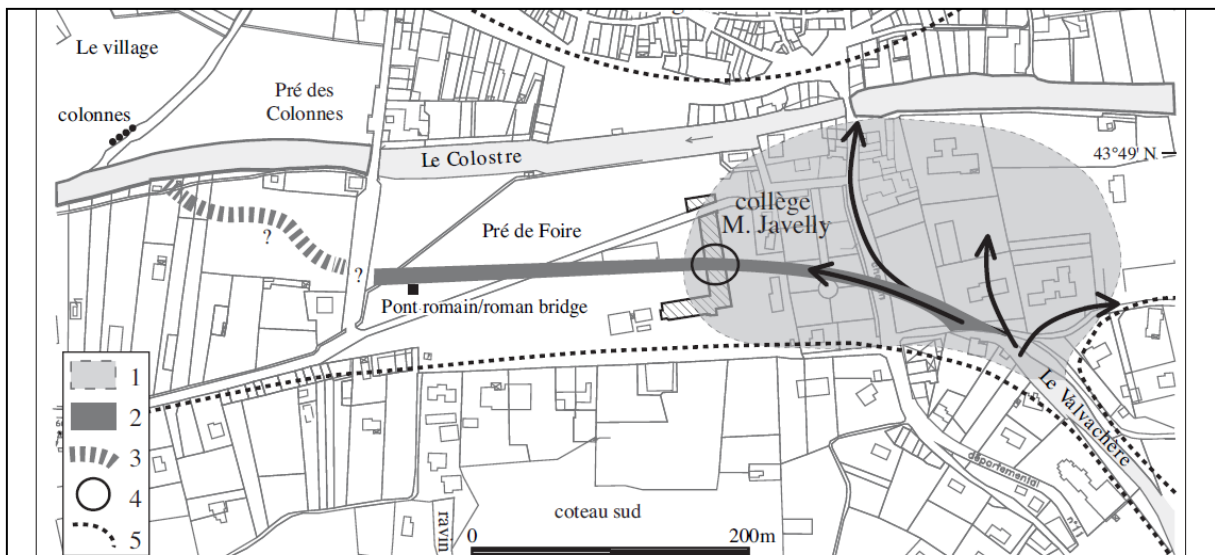 Le village
colonnes
Pré des
Colonnes
Le Colostre
43°49' N
collège
M. Javelly
Pré de Foire
?
?
Pont romain/roman bridge
Le Valvachère
départemental
n°
ravin
coteau sud
0
200m
1
2
3
4
5